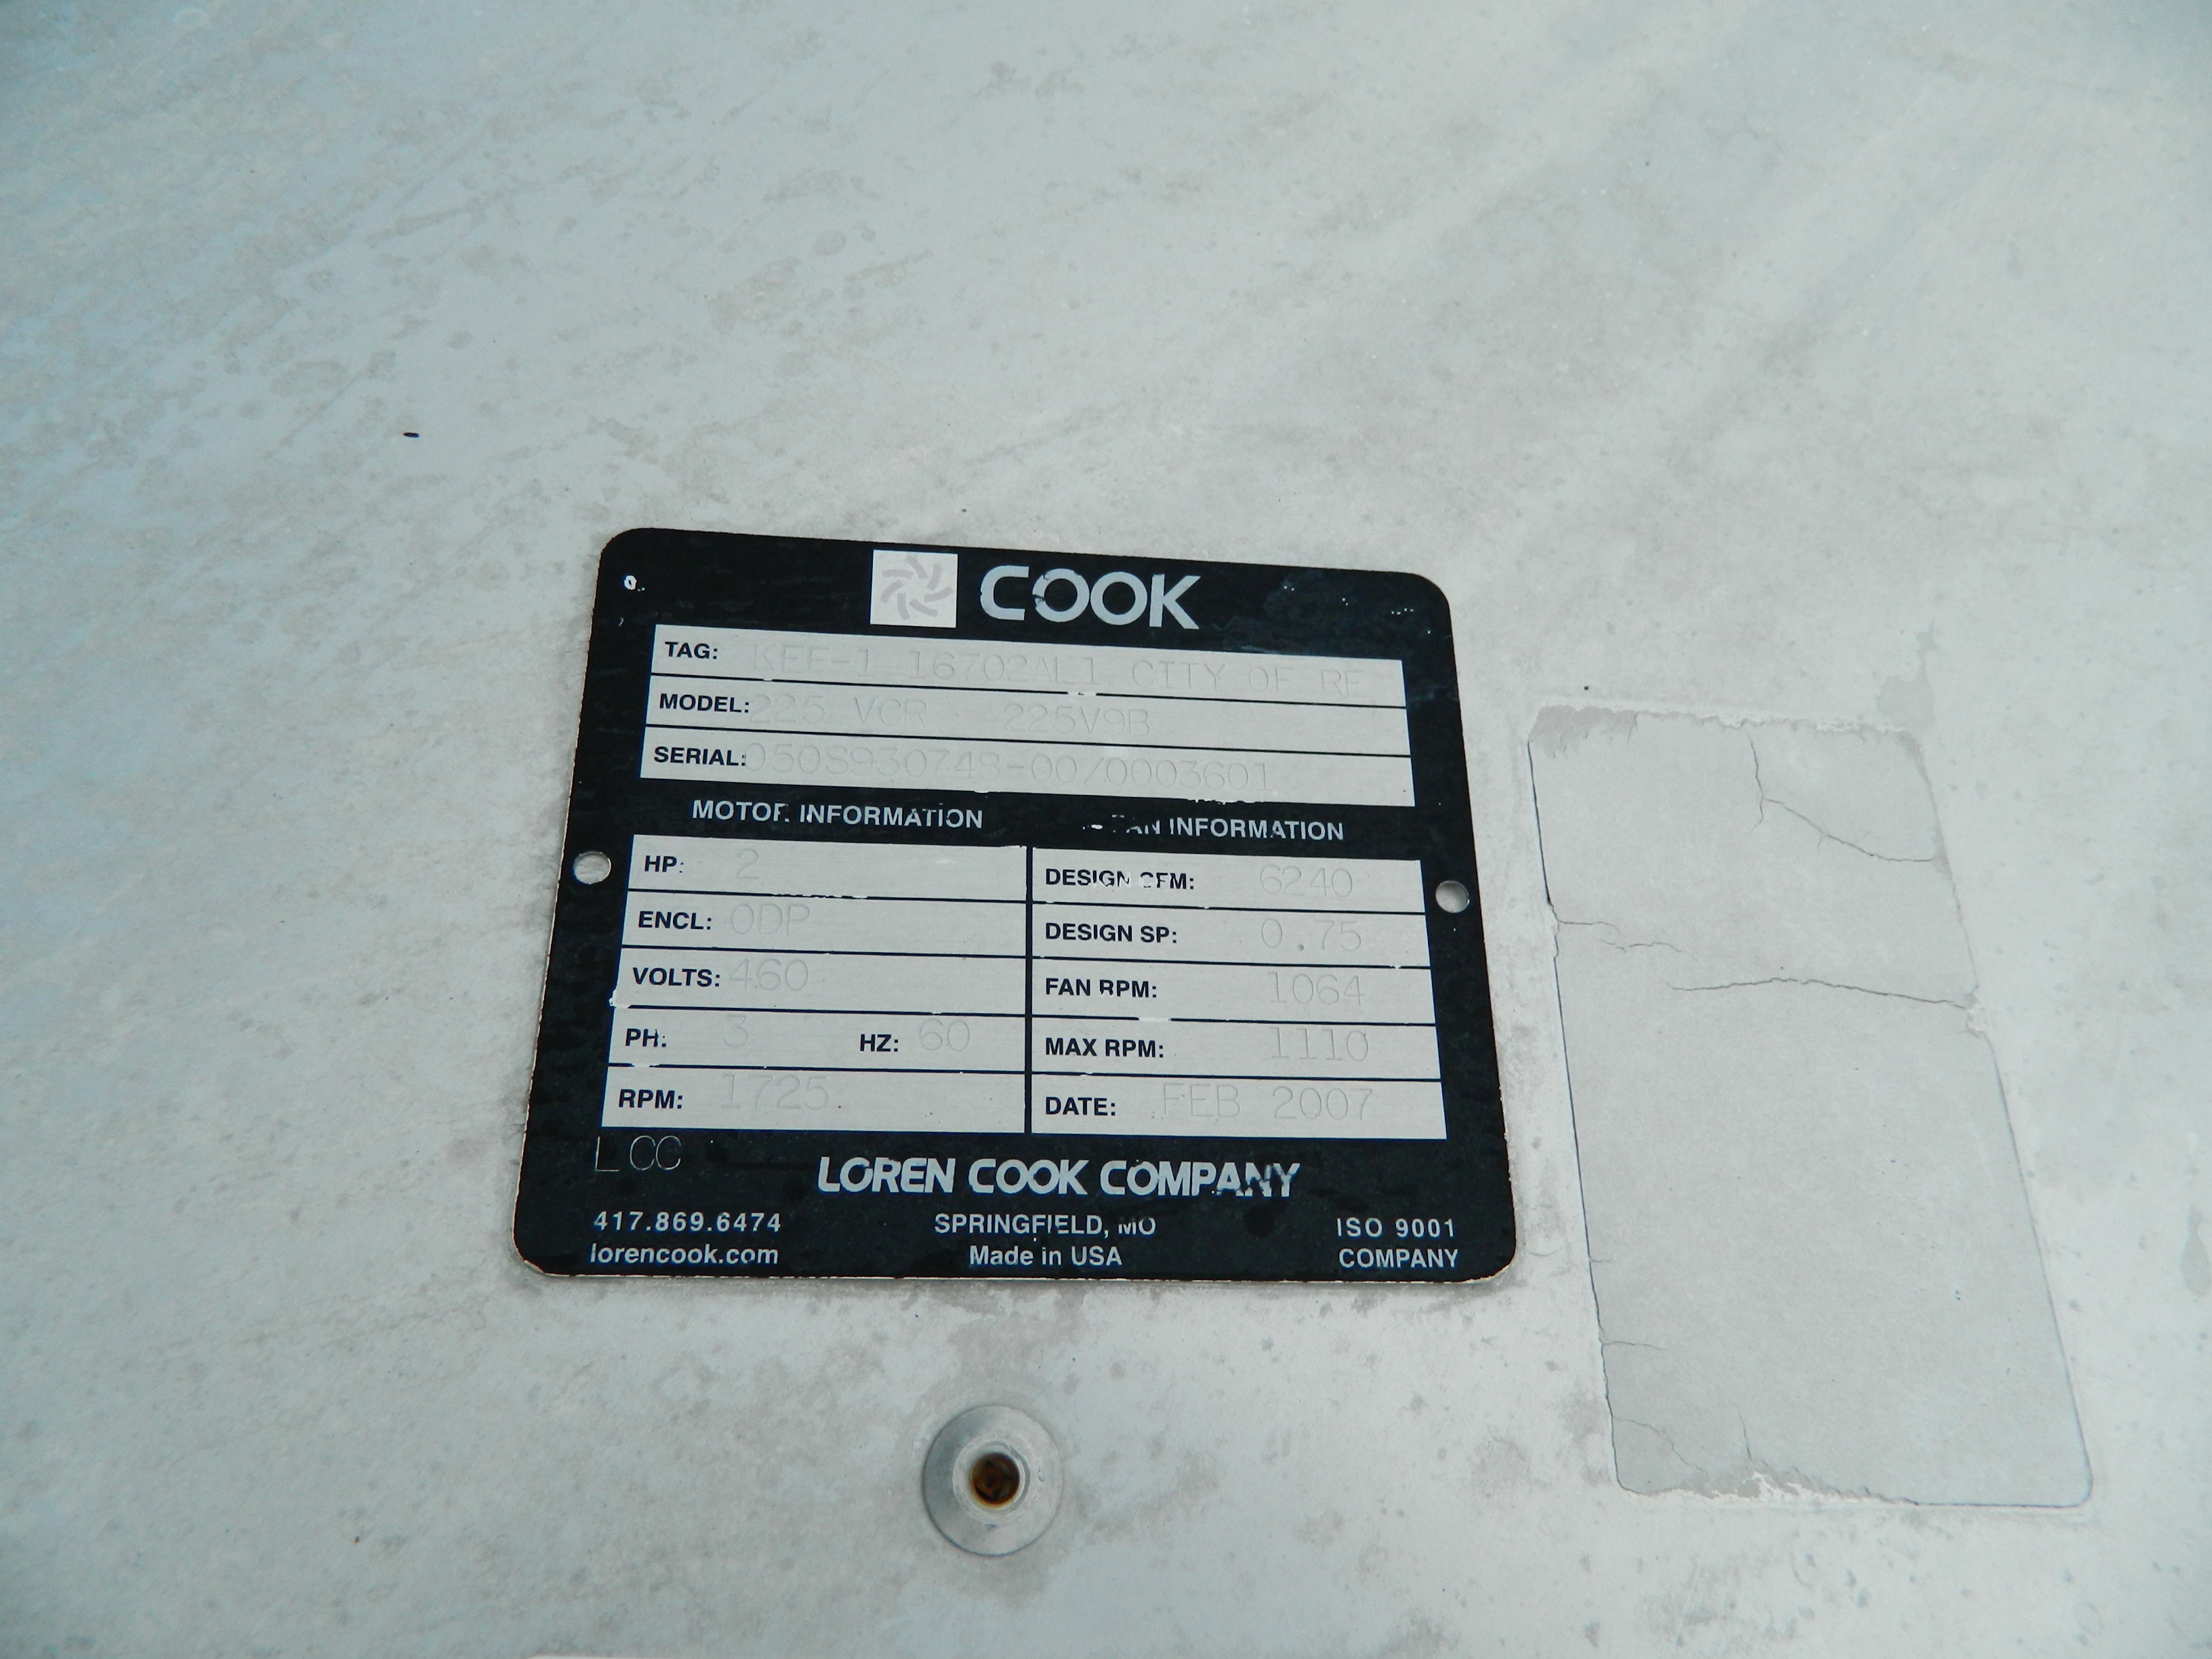 COOK
TAG: KEF-1 16702AL1 CITY OF RE
MODEL: 225 VCR 225V9B
SERIAL: 050S930748-00/0003601
MOTOR INFORMATION FAN INFORMATION
HP: 2 DESIGN CFM: 6240
ENCL: ODP DESIGN SP: 0.75
VOLTS: 460 FAN RPM: 1064
PH: 3 HZ: 60 MAX RPM: 1110
RPM: 1725 DATE: FEB 2007
LCC
LOREN COOK COMPANY
417.869.6474 SPRINGFIELD, MO ISO 9001
lorencook.com Made in USA COMPANY